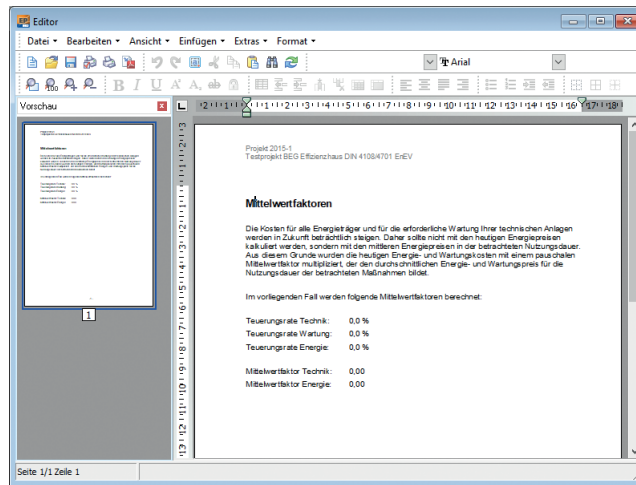 EP Editor
Datei Bearbeiten Ansicht Einfügen Extras Format
Arial
100 B I U
Vorschau
1
Projekt 2015-1
Testprojekt BEG Effizienzhaus DIN 4108/4701 EnEV
Mittelwertfaktoren
Die Kosten für alle Energieträger und für die erforderliche Wartung Ihrer technischen Anlagen
werden in Zukunft beträchtlich steigen. Daher sollte nicht mit den heutigen Energiepreisen
kalkuliert werden, sondern mit den mittleren Energiepreisen in der betrachteten Nutzungsdauer.
Aus diesem Grunde wurden die heutigen Energie- und Wartungskosten mit einem pauschalen
Mittelwertfaktor multipliziert, der den durchschnittlichen Energie- und Wartungspreis für die
Nutzungsdauer der betrachteten Maßnahmen bildet.
Im vorliegenden Fall werden folgende Mittelwertfaktoren berechnet:
Teuerungsrate Technik: 0,0 %
Teuerungsrate Wartung: 0,0 %
Teuerungsrate Energie: 0,0 %
Mittelwertfaktor Technik: 0,00
Mittelwertfaktor Energie: 0,00
Seite 1/1 Zeile 1